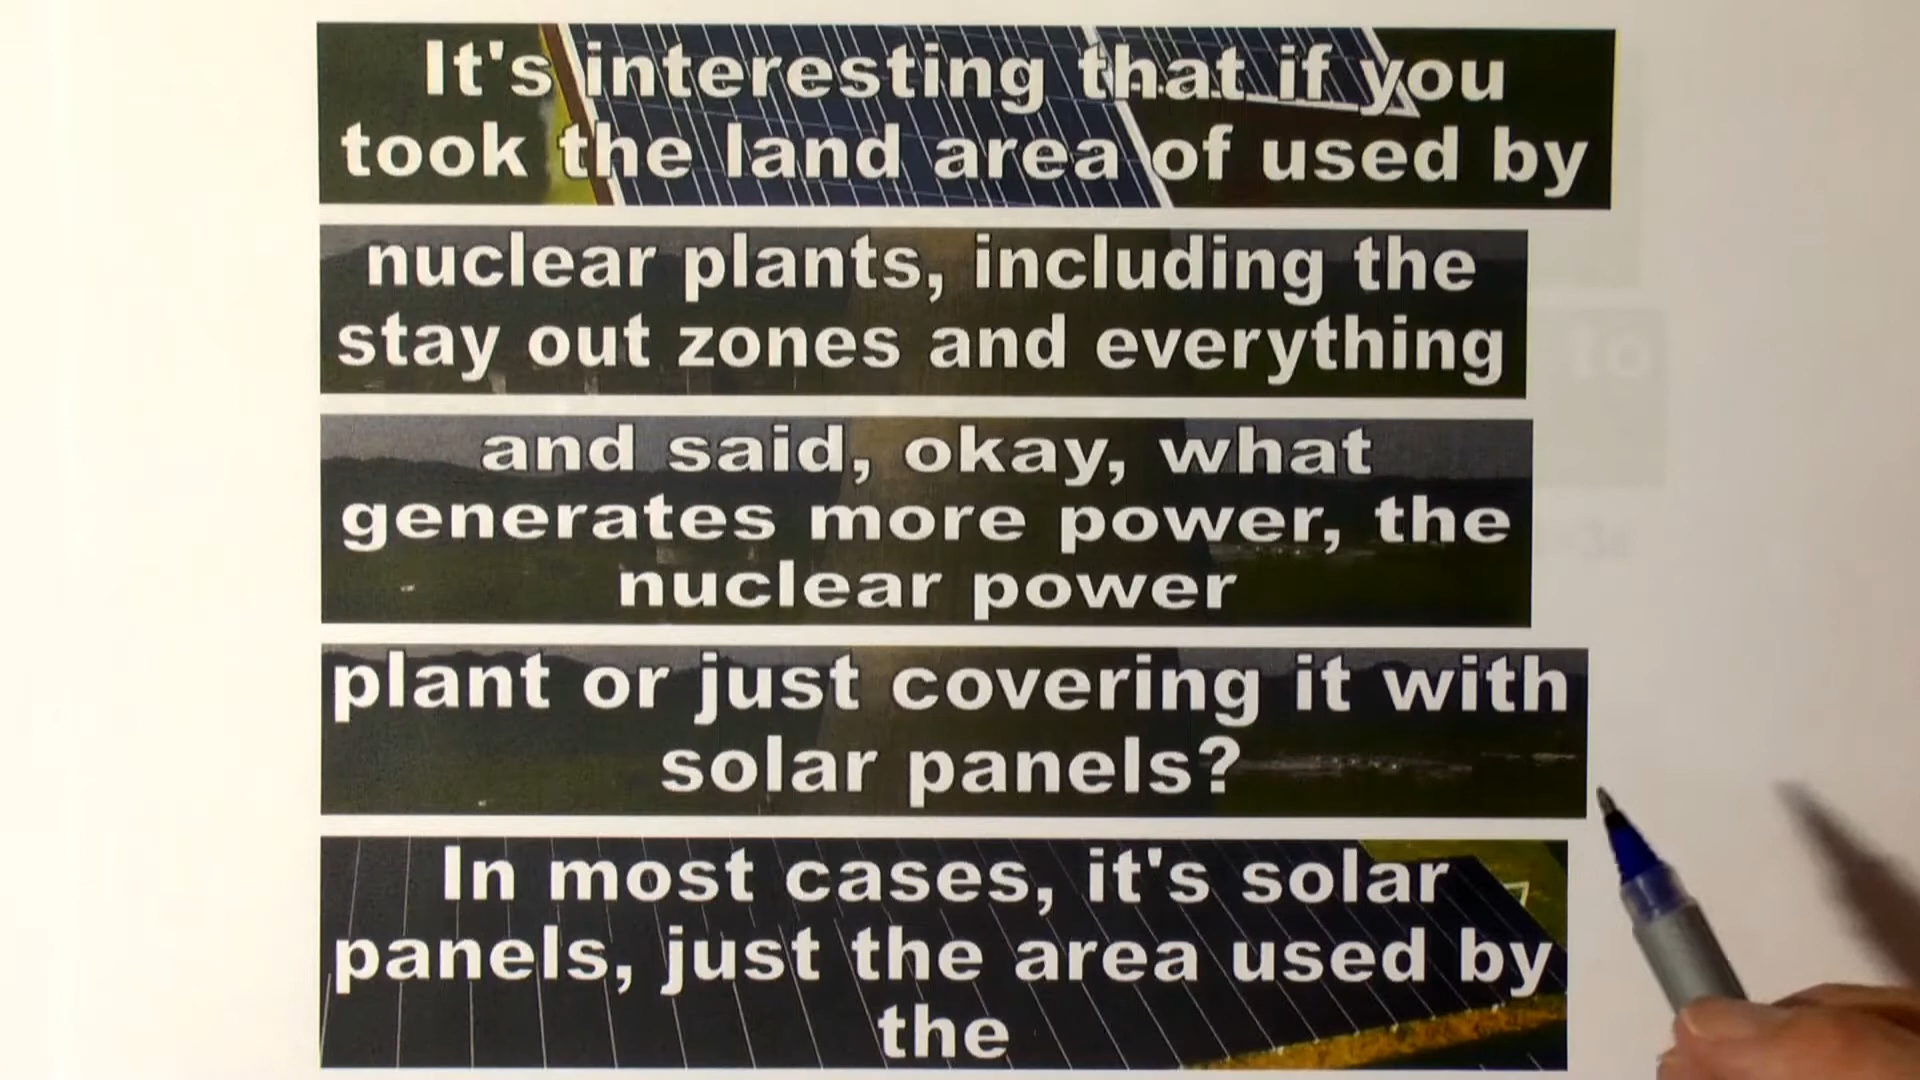 It's interesting that if you
took the land area of used by
nuclear plants, including the
stay out zones and everything
and said, okay, what
generates more power, the
nuclear power
plant or just covering it with
solar panels?
In most cases, it's solar
panels, just the area used by
the
to